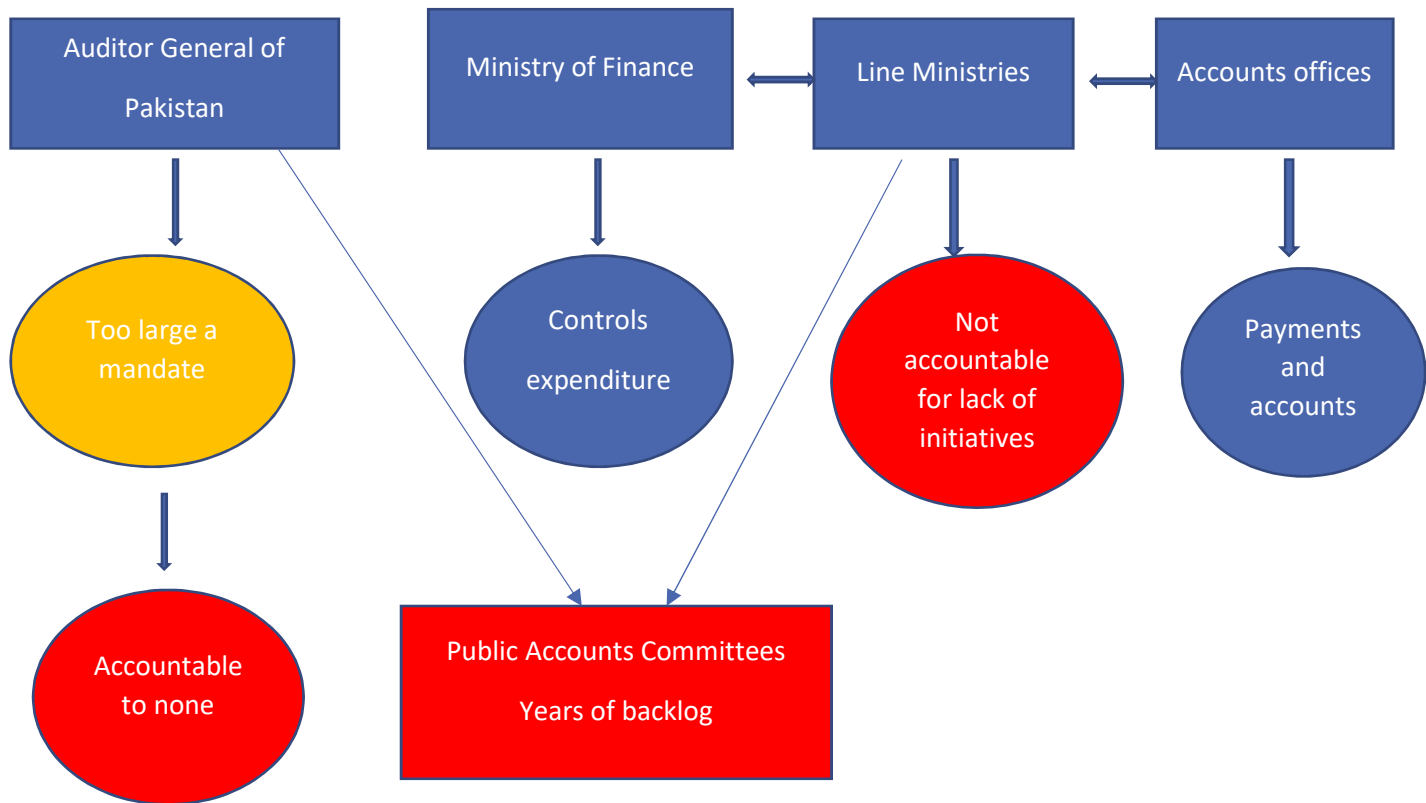 Auditor General of
Pakistan
Ministry of Finance
Line Ministries
Accounts offices
Too large a
mandate
Controls
expenditure
Not
accountable
for lack of
initiatives
Payments
and
accounts
Accountable
to none
Public Accounts Committees
Years of backlog